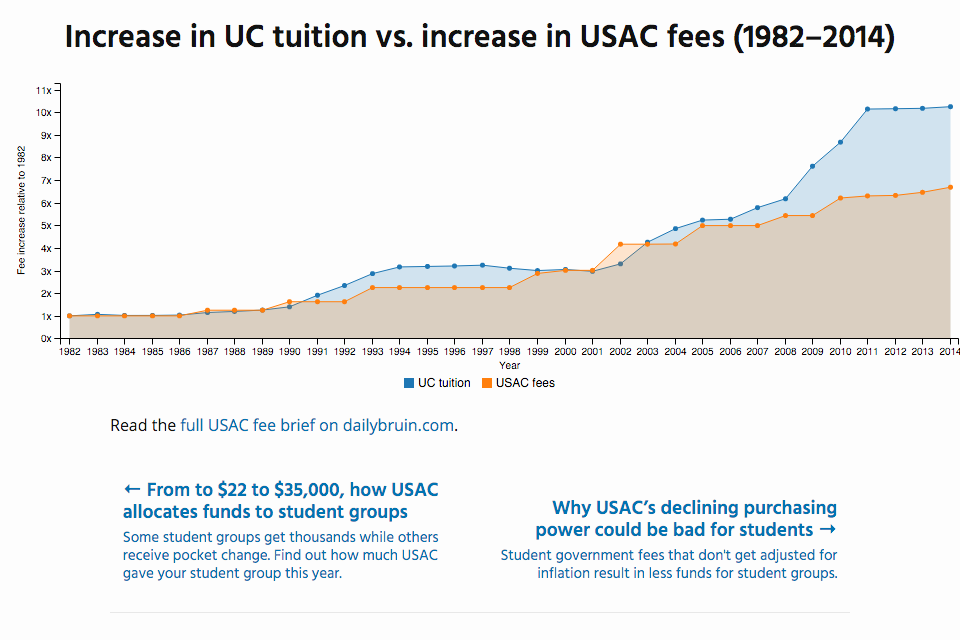 Increase in UC tuition vs. increase in USAC fees (1982–2014)
Fee increase relative to 1982
11x
10x
9x
8x
7x
6x
5x
4x
3x
2x
1x
0x
1982 1983 1984 1985 1986 1987 1988 1989 1990 1991 1992 1993 1994 1995 1996 1997 1998 1999 2000 2001 2002 2003 2004 2005 2006 2007 2008 2009 2010 2011 2012 2013 2014
Year
UC tuition USAC fees
Read the full USAC fee brief on dailybruin.com.
← From to $22 to $35,000, how USAC
allocates funds to student groups
Some student groups get thousands while others
receive pocket change. Find out how much USAC
gave your student group this year.
Why USAC’s declining purchasing
power could be bad for students →
Student government fees that don't get adjusted for
inflation result in less funds for student groups.